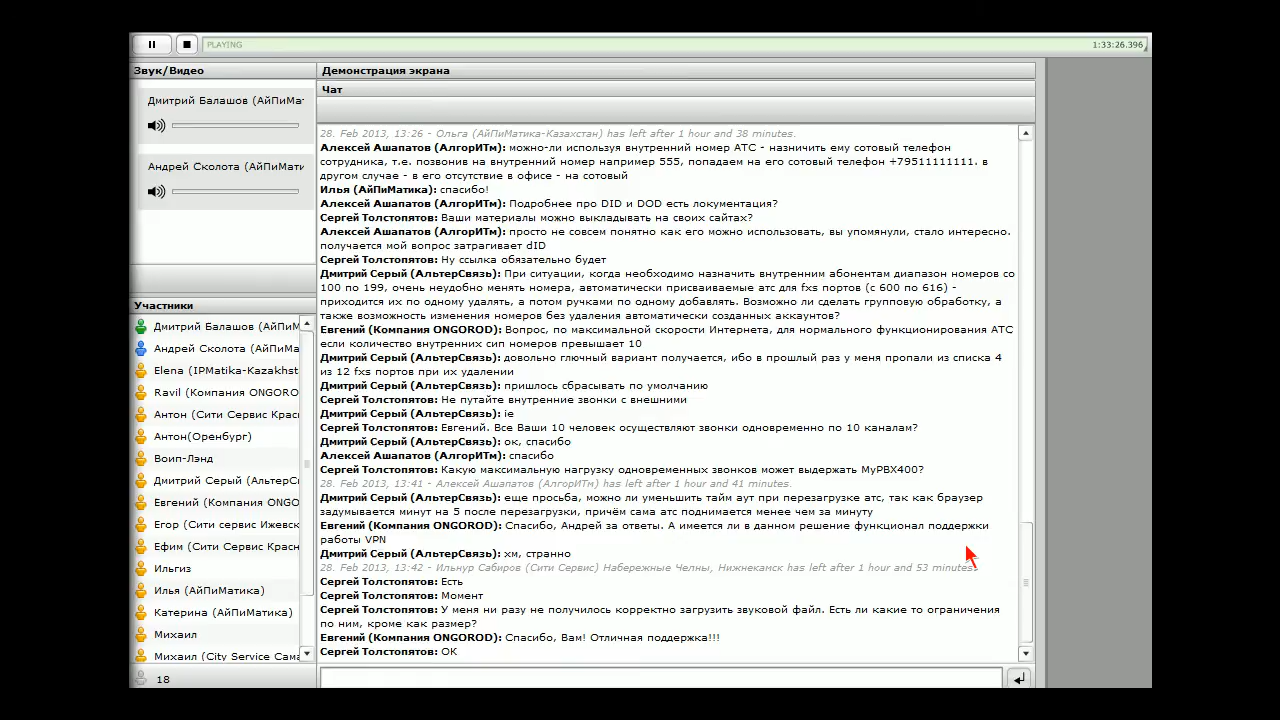 PLAYING
1:33:26.396
Звук/Видео
Дмитрий Балашов (АйПиМат
Андрей Сколота (АйПиМати
Участники
Дмитрий Балашов (АйПиМ
Андрей Сколота (АйПиМа
Elena (IPMatika-Kazakhst
Ravil (Компания ONGORO
Антон (Сити Сервис Крас
Антон(Оренбург)
Воип-Лэнд
Дмитрий Серый (АльтерС
Евгений (Компания ONGO
Егор (Сити сервис Ижевск
Ефим (Сити Сервис Красн
Ильгиз
Илья (АйПиМатика)
Катерина (АйПиМатика)
Михаил
Михаил (City Service Сама
18
Демонстрация экрана
Чат
28. Feb 2013, 13:26 - Ольга (АйПиМатика-Казахстан) has left after 1 hour and 38 minutes.
Алексей Ашапатов (АлгорИТм): можно-ли используя внутренний номер АТС - назничить ему сотовый телефон
сотрудника, т.е. позвонив на внутренний номер например 555, попадаем на его сотовый телефон +79511111111. в
другом случае - в его отсутствие в офисе - на сотовый
Илья (АйПиМатика): спасибо!
Алексей Ашапатов (АлгорИТм): Подробнее про DID и DOD есть локументация?
Сергей Толстопятов: Ваши материалы можно выкладывать на своих сайтах?
Алексей Ашапатов (АлгорИТм): просто не совсем понятно как его можно использовать, вы упомянули, стало интересно.
получается мой вопрос затрагивает dID
Сергей Толстопятов: Ну ссылка обязательно будет
Дмитрий Серый (АльтерСвязь): При ситуации, когда необходимо назначить внутренним абонентам диапазон номеров со
100 по 199, очень неудобно менять номера, автоматически присваиваемые атс для fxs портов (с 600 по 616) -
приходится их по одному удалять, а потом ручками по одному добавлять. Возможно ли сделать групповую обработку, а
также возможность изменения номеров без удаления автоматически созданных аккаунтов?
Евгений (Компания ONGOROD): Вопрос, по максимальной скорости Интернета, для нормального функционирования АТС
если количество внутренних сип номеров превышает 10
Дмитрий Серый (АльтерСвязь): довольно глючный вариант получается, ибо в прошлый раз у меня пропали из списка 4
из 12 fxs портов при их удалении
Дмитрий Серый (АльтерСвязь): пришлось сбрасывать по умолчанию
Сергей Толстопятов: Не путайте внутренние звонки с внешними
Дмитрий Серый (АльтерСвязь): ie
Сергей Толстопятов: Евгений. Все Ваши 10 человек осуществляют звонки одновременно по 10 каналам?
Дмитрий Серый (АльтерСвязь): ок, спасибо
Алексей Ашапатов (АлгорИТм): спасибо
Сергей Толстопятов: Какую максимальную нагрузку одновременных звонков может выдержать MyPBX400?
28. Feb 2013, 13:41 - Алексей Ашапатов (АлгорИТм) has left after 1 hour and 41 minutes.
Дмитрий Серый (АльтерСвязь): еще просьба, можно ли уменьшить тайм аут при перезагрузке атс, так как браузер
задумывается минут на 5 после перезагрузки, причём сама атс поднимается менее чем за минуту
Евгений (Компания ONGOROD): Спасибо, Андрей за ответы. А имеется ли в данном решение функционал поддержки
работы VPN
Дмитрий Серый (АльтерСвязь): хм, странно
28. Feb 2013, 13:42 - Ильнур Сабиров (Сити Сервис) Набережные Челны, Нижнекамск has left after 1 hour and 53 minutes.
Сергей Толстопятов: Есть
Сергей Толстопятов: Момент
Сергей Толстопятов: У меня ни разу не получилось корректно загрузить звуковой файл. Есть ли какие то ограничения
по ним, кроме как размер?
Евгений (Компания ONGOROD): Спасибо, Вам! Отличная поддержка!!!
Сергей Толстопятов: ОК